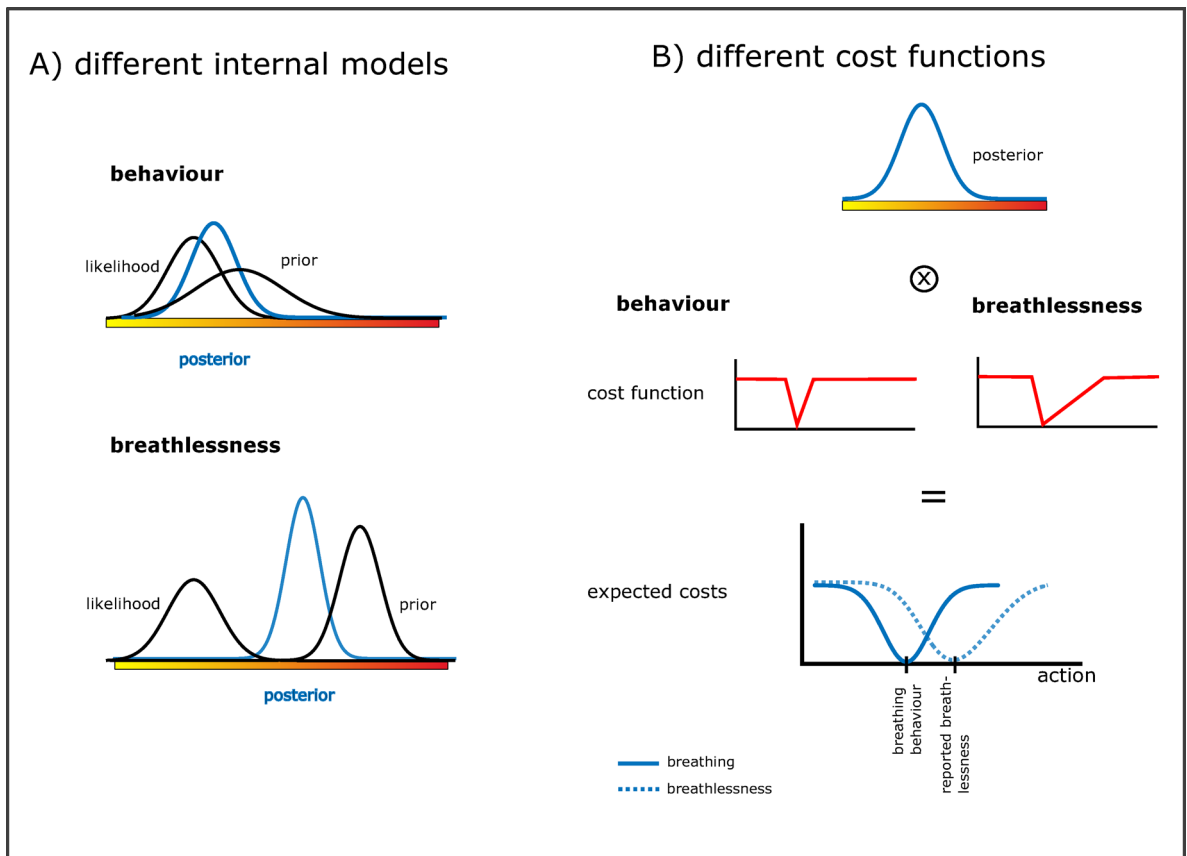 A) different internal models
behaviour
likelihood
prior
posterior
breathlessness
likelihood
prior
posterior
B) different cost functions
posterior
x
behaviour
breathlessness
cost function
=
expected costs
action
breathing
behaviour
reported breath-
lessness
breathing
breathlessness